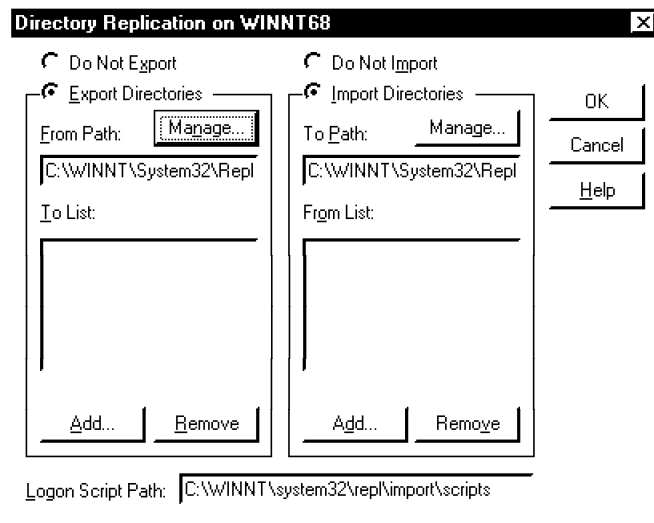 Directory Replication on WINNT68
Do Not Export
Export Directories
From Path: Manage...
C:\WINNT\System32\Repl
To List:
Add... Remove
Do Not Import
Import Directories
To Path: Manage...
C:\WINNT\System32\Repl
From List:
Add... Remove
OK
Cancel
Help
Logon Script Path: C:\WINNT\system32\repl\import\scripts